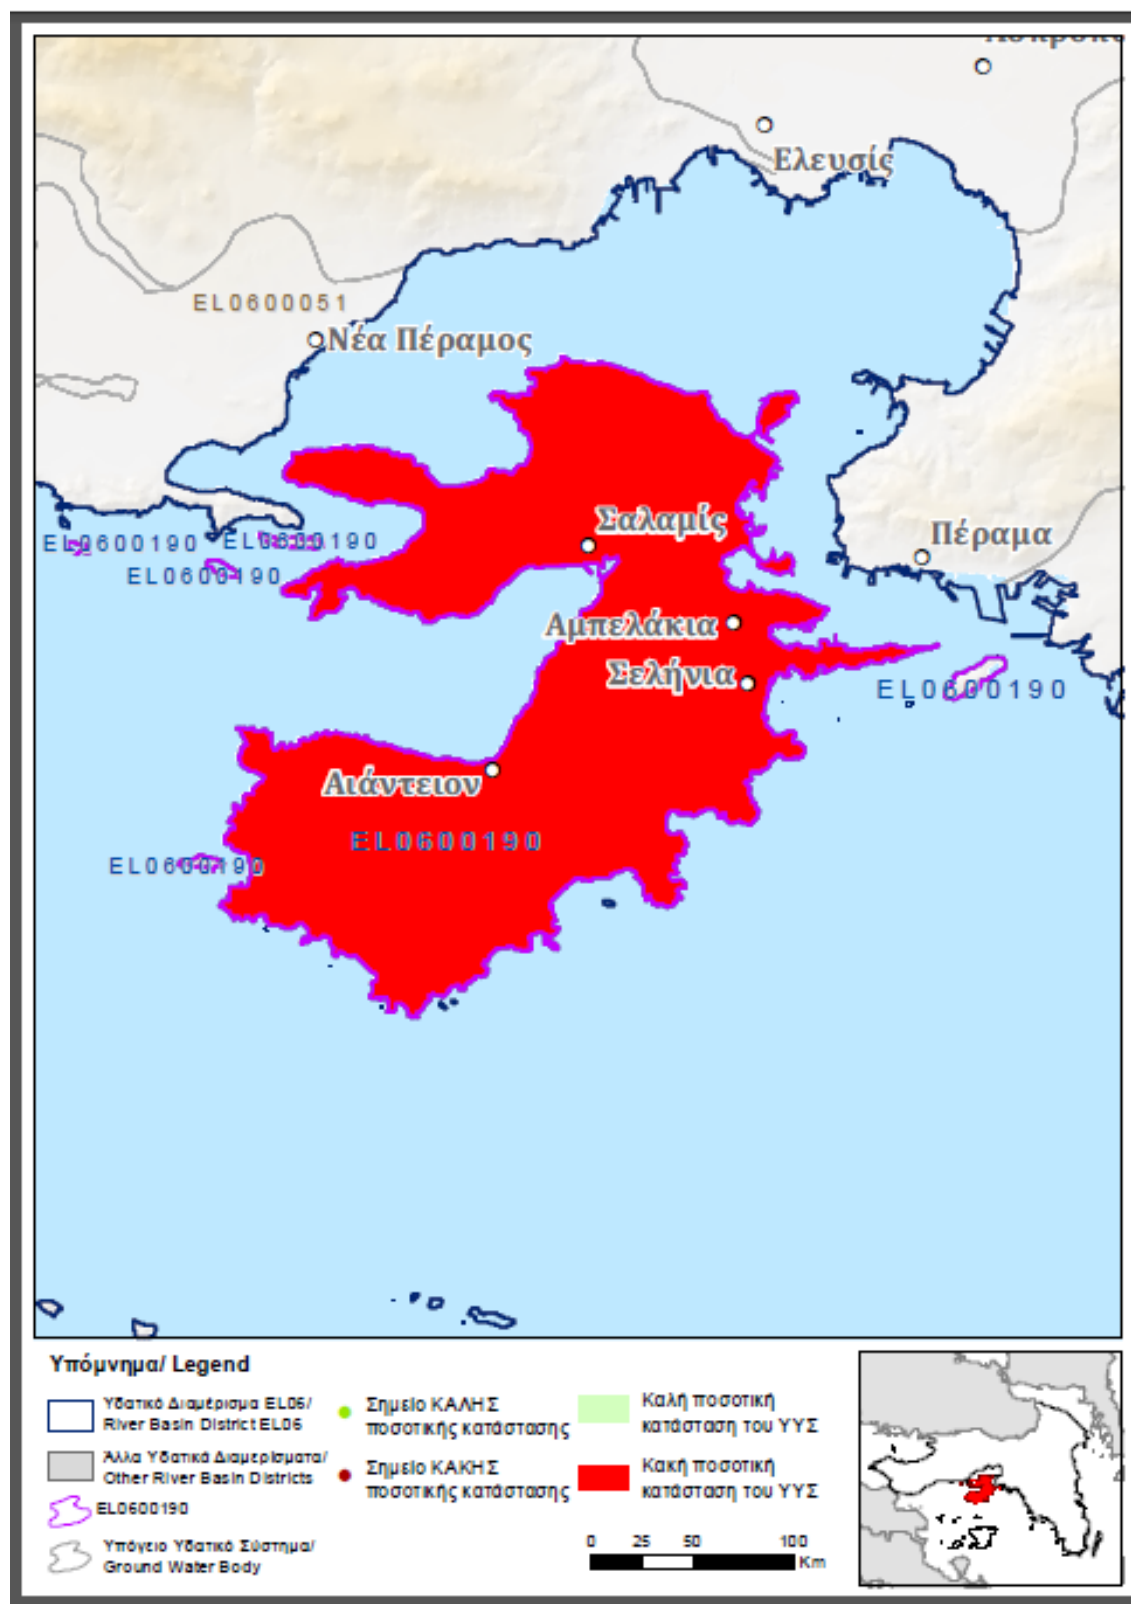 Ελευσίς
EL0600051
Νέα Πέραμος
Σαλαμίς
Πέραμα
EL0600190
EL0600190
EL0600190
Αμπελάκια
Σελήνια
EL0600190
Αιάντειον
EL0600190
EL0600190
Υπόμνημα/ Legend
Υδατικό Διαμέρισμα EL06/
River Basin District EL06
Άλλα Υδατικά Διαμερίσματα/
Other River Basin Districts
EL0600190
Υπόγειο Υδατικό Σύστημα/
Ground Water Body
Σημείο ΚΑΛΗΣ
ποσοτικής κατάστασης
Σημείο ΚΑΚΗΣ
ποσοτικής κατάστασης
Καλή ποσοτική
κατάσταση του ΥΥΣ
Κακή ποσοτική
κατάσταση του ΥΥΣ
0 25 50 100
Km